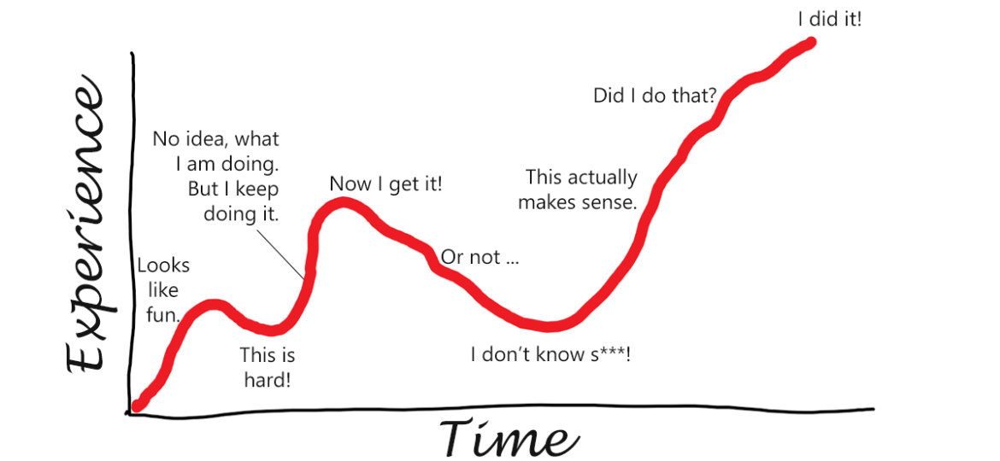 I did it!
Did I do that?
No idea, what
I am doing.
But I keep
doing it.
Now I get it!
This actually
makes sense.
Looks
like
fun.
Or not ...
This is
hard!
I don't know s***!
Experience
Time